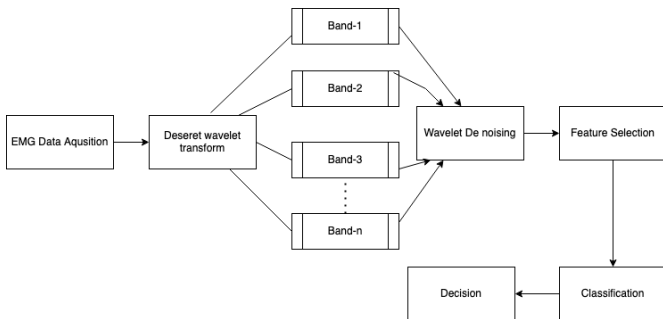 Band-1
Band-2
EMG Data Aqusition
Deseret wavelet
transform
Wavelet De noising
Feature Selection
Band-3
Band-n
Decision
Classification